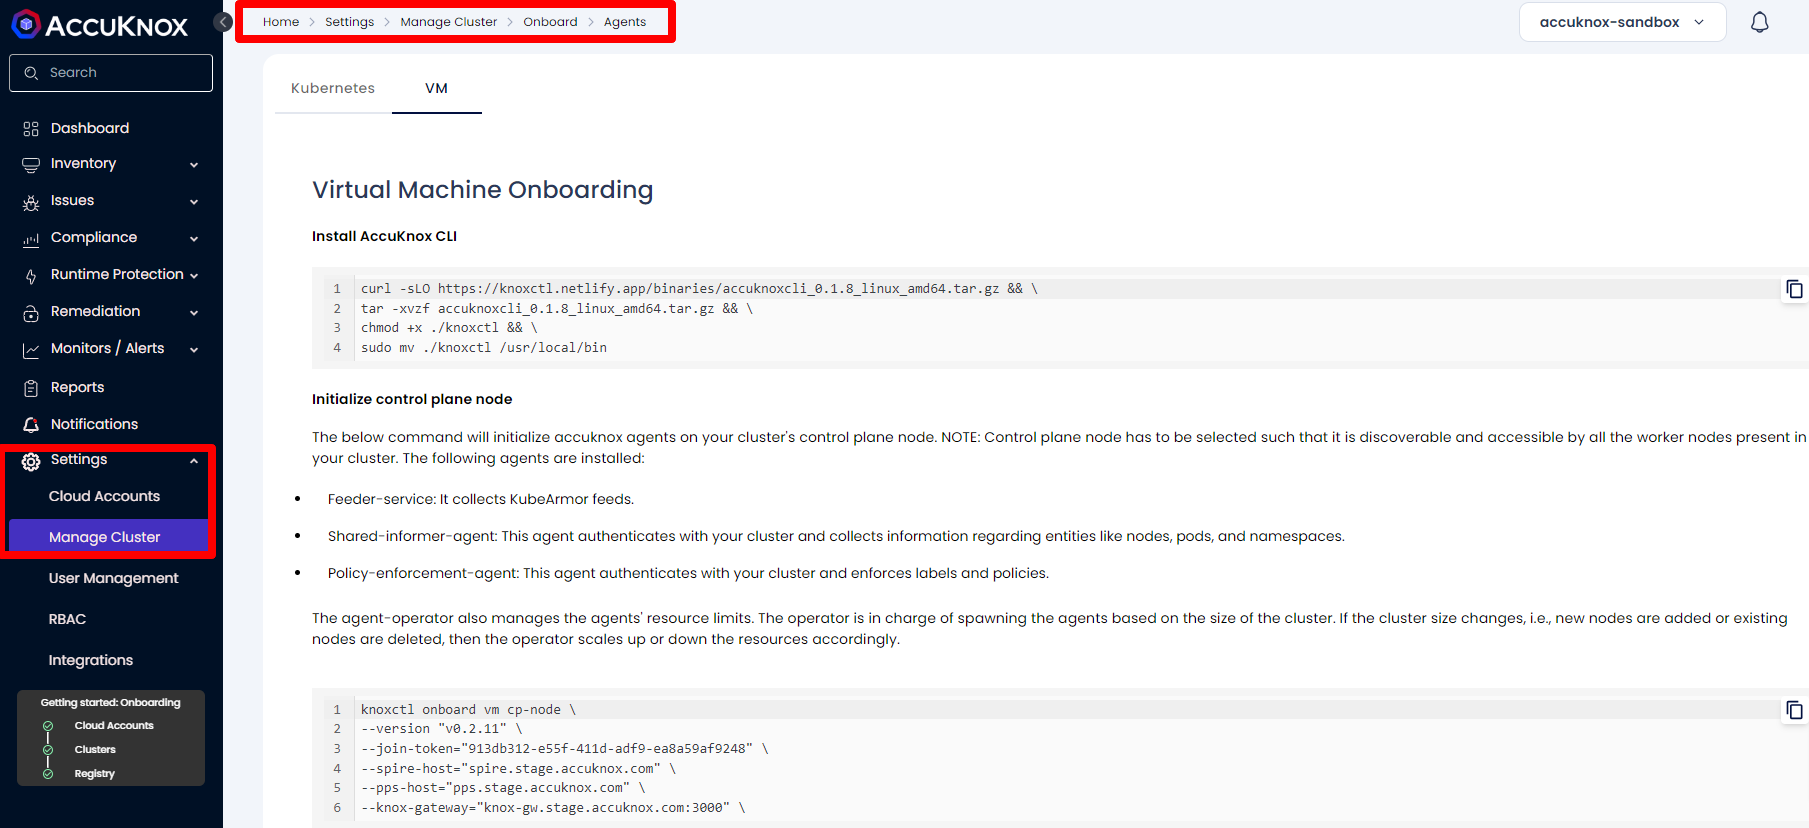 ACCUKNOX
Search
Dashboard
Inventory
Issues
Compliance
Runtime Protection
Remediation
Monitors / Alerts
Reports
Notifications
Settings
Cloud Accounts
Manage Cluster
User Management
RBAC
Integrations
Getting started: Onboarding
Cloud Accounts
Clusters
Registry
Home > Settings > Manage Cluster > Onboard > Agents
accuknox-sandbox
Kubernetes VM
Virtual Machine Onboarding
Install AccuKnox CLI
1 curl -sLO https://knoxctl.netlify.app/binaries/accuknoxcli_0.1.8_linux_amd64.tar.gz && \
2 tar -xvzf accuknoxcli_0.1.8_linux_amd64.tar.gz && \
3 chmod +x ./knoxctl && \
4 sudo mv ./knoxctl /usr/local/bin
Initialize control plane node
The below command will initialize accuknox agents on your cluster's control plane node. NOTE: Control plane node has to be selected such that it is discoverable and accessible by all the worker nodes present in
your cluster. The following agents are installed:
• Feeder-service: It collects KubeArmor feeds.
• Shared-informer-agent: This agent authenticates with your cluster and collects information regarding entities like nodes, pods, and namespaces.
• Policy-enforcement-agent: This agent authenticates with your cluster and enforces labels and policies.
The agent-operator also manages the agents' resource limits. The operator is in charge of spawning the agents based on the size of the cluster. If the cluster size changes, i.e., new nodes are added or existing
nodes are deleted, then the operator scales up or down the resources accordingly.
1 knoxctl onboard vm cp-node \
2 --version "v0.2.11" \
3 --join-token="913db312-e55f-411d-adf9-ea8a59af9248" \
4 --spire-host="spire.stage.accuknox.com" \
5 --pps-host="pps.stage.accuknox.com" \
6 --knox-gateway="knox-gw.stage.accuknox.com:3000" \